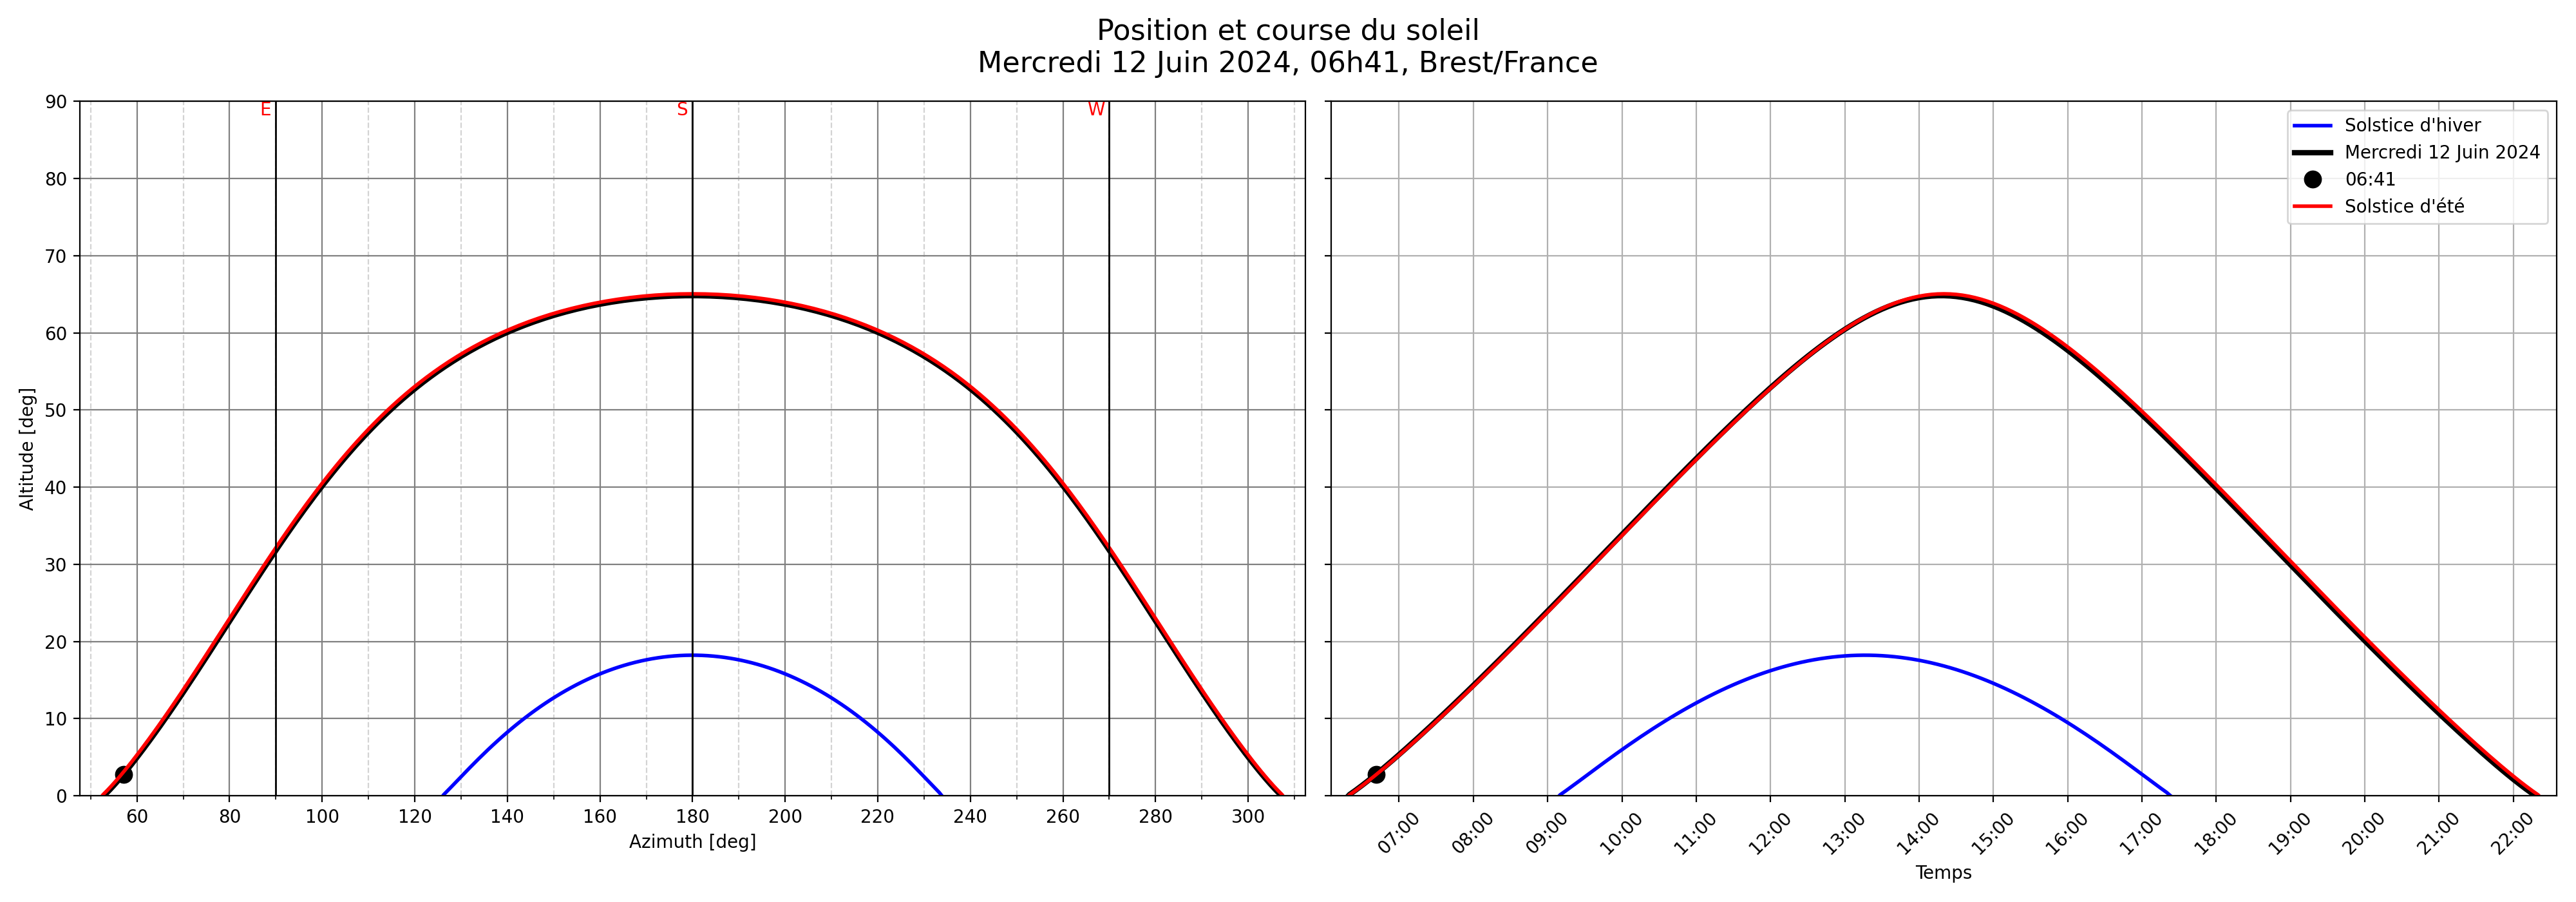 Position et course du soleil
Mercredi 12 Juin 2024, 06h41, Brest/France
E
S
W
90
80
70
60
50
40
30
20
10
0
Altitude [deg]
60 80 100 120 140 160 180 200 220 240 260 280 300
Azimuth [deg]
Solstice d'hiver
Mercredi 12 Juin 2024
06:41
Solstice d'été
07:00 08:00 09:00 10:00 11:00 12:00 13:00 14:00 15:00 16:00 17:00 18:00 19:00 20:00 21:00 22:00
Temps